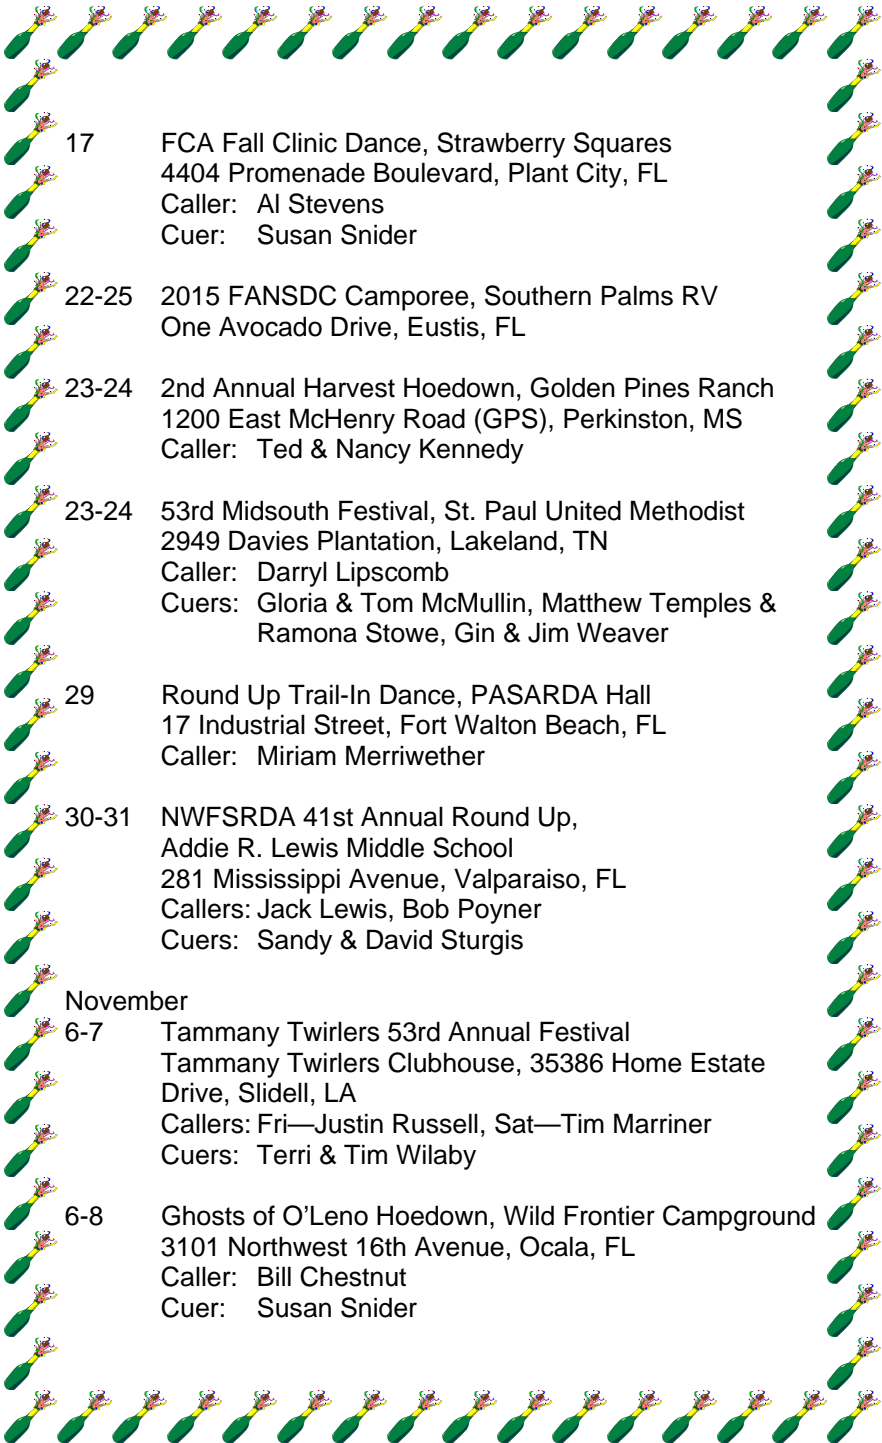 17 FCA Fall Clinic Dance, Strawberry Squares
4404 Promenade Boulevard, Plant City, FL
Caller: Al Stevens
Cuer: Susan Snider
22-25 2015 FANSDC Camporee, Southern Palms RV
One Avocado Drive, Eustis, FL
23-24 2nd Annual Harvest Hoedown, Golden Pines Ranch
1200 East McHenry Road (GPS), Perkinston, MS
Caller: Ted & Nancy Kennedy
23-24 53rd Midsouth Festival, St. Paul United Methodist
2949 Davies Plantation, Lakeland, TN
Caller: Darryl Lipscomb
Cuers: Gloria & Tom McMullin, Matthew Temples &
Ramona Stowe, Gin & Jim Weaver
29 Round Up Trail-In Dance, PASARDA Hall
17 Industrial Street, Fort Walton Beach, FL
Caller: Miriam Merriwether
30-31 NWFSRDA 41st Annual Round Up,
Addie R. Lewis Middle School
281 Mississippi Avenue, Valparaiso, FL
Callers: Jack Lewis, Bob Poyner
Cuers: Sandy & David Sturgis
November
6-7 Tammany Twirlers 53rd Annual Festival
Tammany Twirlers Clubhouse, 35386 Home Estate
Drive, Slidell, LA
Callers: Fri—Justin Russell, Sat—Tim Marriner
Cuers: Terri & Tim Wilaby
6-8 Ghosts of O’Leno Hoedown, Wild Frontier Campground
3101 Northwest 16th Avenue, Ocala, FL
Caller: Bill Chestnut
Cuer: Susan Snider